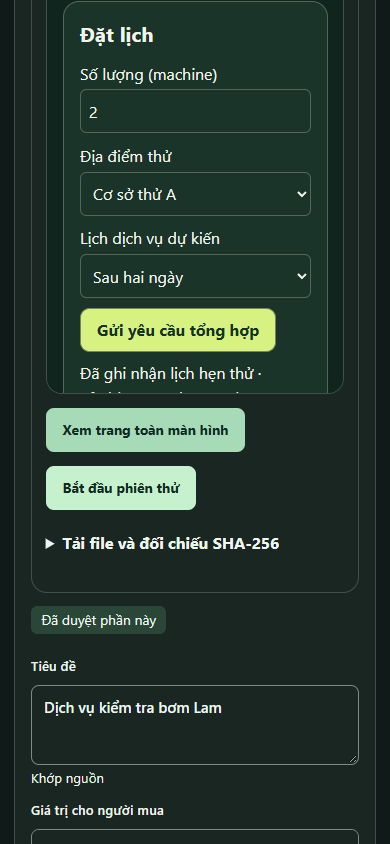 Đặt lịch
Số lượng (machine)
2
Địa điểm thử
Cơ sở thử A
Lịch dịch vụ dự kiến
Sau hai ngày
Gửi yêu cầu tổng hợp
Đã ghi nhận lịch hẹn thử ·
Xem trang toàn màn hình
Bắt đầu phiên thử
Tải file và đối chiếu SHA-256
Đã duyệt phần này
Tiêu đề
Dịch vụ kiểm tra bơm Lam
Khớp nguồn
Giá trị cho người mua